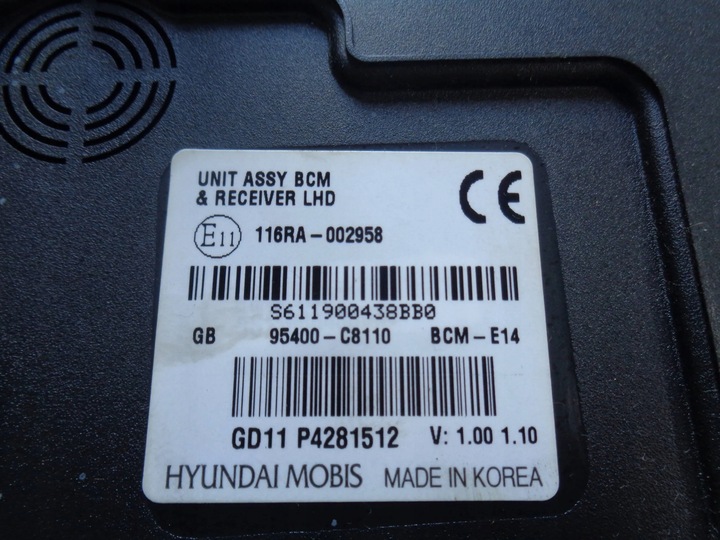 UNIT ASSY BCM
& RECEIVER LHD
CE
E11 116RA-002958
S611900438BB0
GB 95400-C8110 BCM-E14
GD11 P4281512 V: 1.00 1.10
HYUNDAI MOBIS MADE IN KOREA